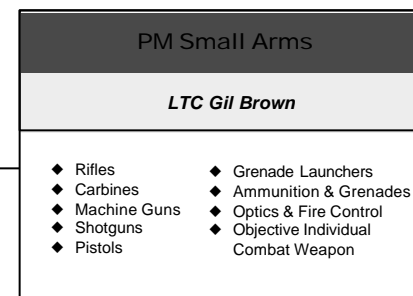 PM Small Arms
LTC Gil Brown
◆ Rifles
◆ Carbines
◆ Machine Guns
◆ Shotguns
◆ Pistols
◆ Grenade Launchers
◆ Ammunition & Grenades
◆ Optics & Fire Control
◆ Objective Individual
Combat Weapon